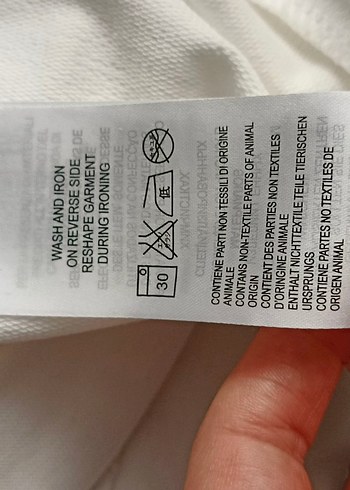 WASH AND IRON
ON REVERSE SIDE
RESHAPE GARMENT
DURING IRONING
30
低
CONTIENE PARTI NON TESSILI DI ORIGINE
ANIMALE
CONTAINS NON-TEXTILE PARTS OF ANIMAL
ORIGIN
CONTIENT DES PARTIES NON TEXTILES
D'ORINGINE ANIMALE
ENTHALT NICHTTEXTILE TEILE TIERISCHEN
URSPRUNGS
CONTIENE PARTES NO TEXTILES DE
ORIGEN ANIMAL